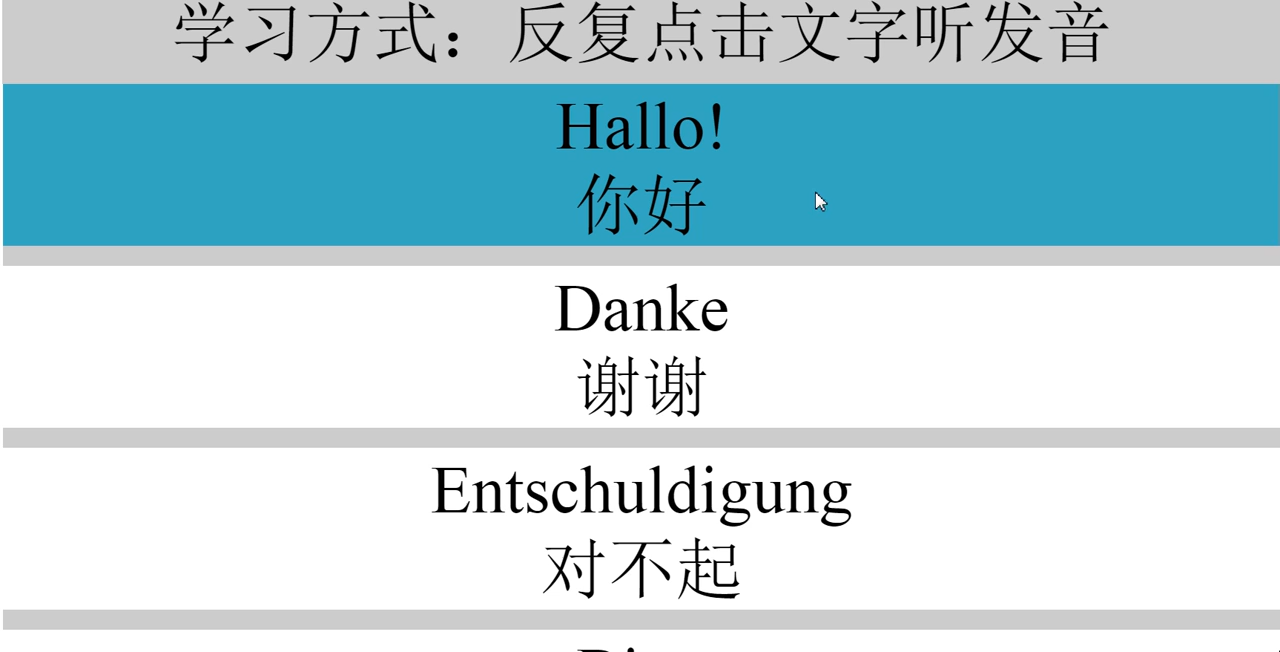 学习方式：反复点击文字听发音
Hallo!
你好
Danke
谢谢
Entschuldigung
对不起